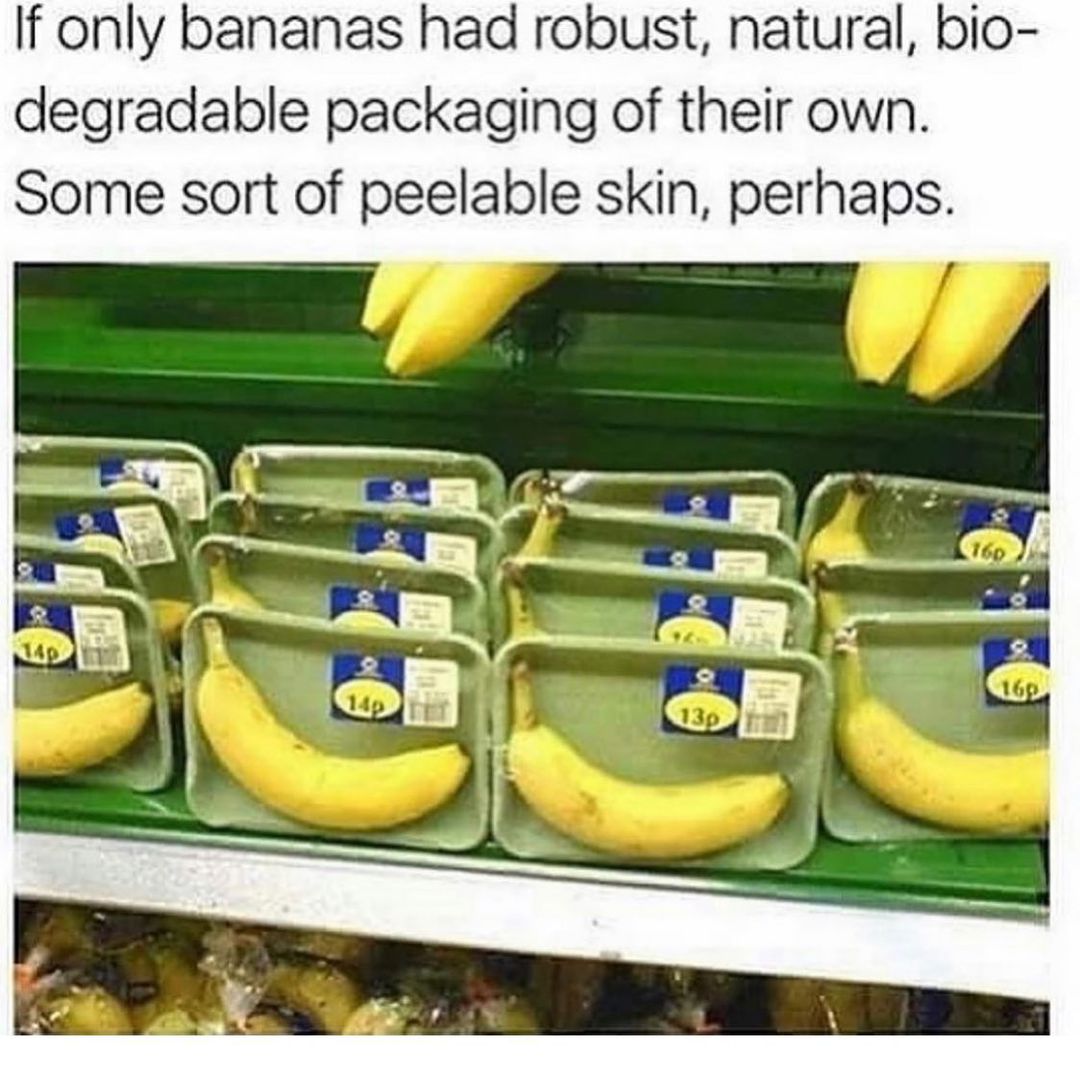 If only bananas had robust, natural, bio-
degradable packaging of their own.
Some sort of peelable skin, perhaps.
16p
14p
14p
13p
16p